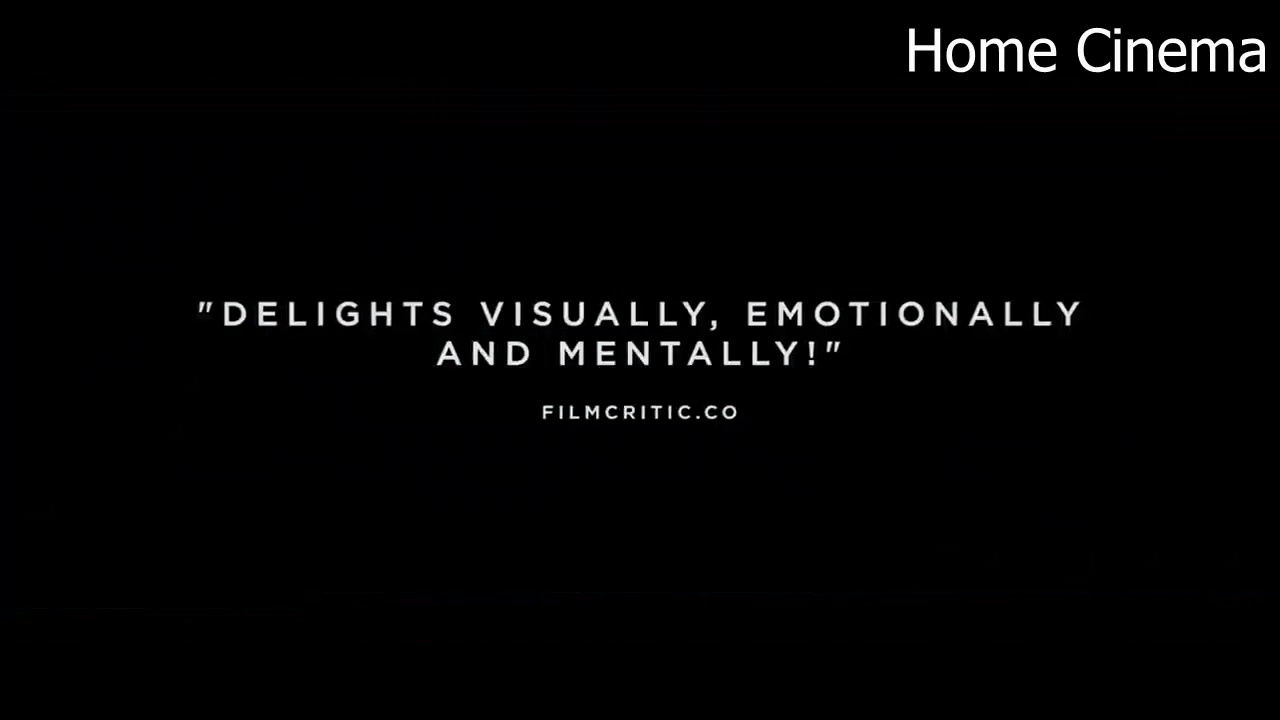 Home Cinema
"DELIGHTS VISUALLY, EMOTIONALLY
AND MENTALLY!"
FILMCRITIC.CO